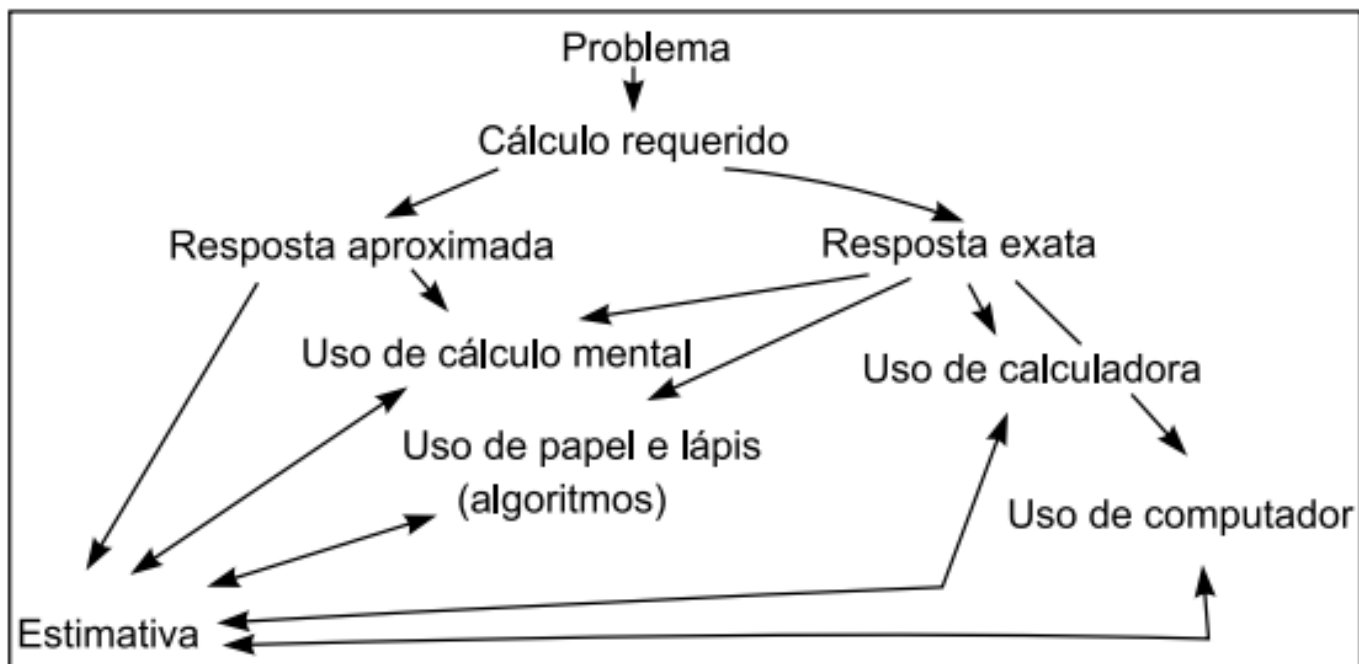 Problema
Cálculo requerido
Resposta aproximada
Resposta exata
Uso de cálculo mental
Uso de calculadora
Uso de papel e lápis
(algoritmos)
Uso de computador
Estimativa